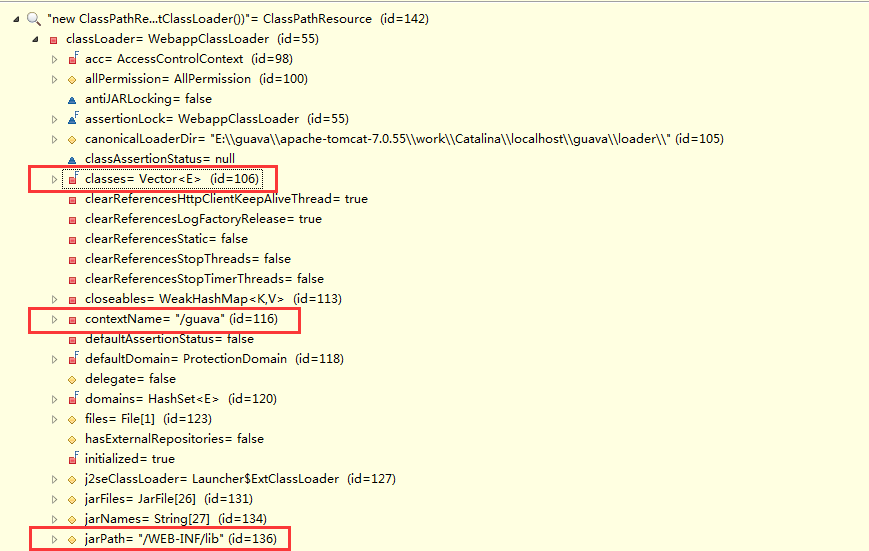 "new ClassPathRe...tClassLoader())"= ClassPathResource (id=142)
classLoader= WebappClassLoader (id=55)
acc= AccessControlContext (id=98)
allPermission= AllPermission (id=100)
antiJARLocking= false
assertionLock= WebappClassLoader (id=55)
canonicalLoaderDir= "E:\\guava\\apache-tomcat-7.0.55\\work\\Catalina\\localhost\\guava\\loader\\" (id=105)
classAssertionStatus= null
classes= Vector<E> (id=106)
clearReferencesHttpClientKeepAliveThread= true
clearReferencesLogFactoryRelease= true
clearReferencesStatic= false
clearReferencesStopThreads= false
clearReferencesStopTimerThreads= false
closeables= WeakHashMap<K,V> (id=113)
contextName= "/guava" (id=116)
defaultAssertionStatus= false
defaultDomain= ProtectionDomain (id=118)
delegate= false
domains= HashSet<E> (id=120)
files= File[1] (id=123)
hasExternalRepositories= false
initialized= true
j2seClassLoader= Launcher$ExtClassLoader (id=127)
jarFiles= JarFile[26] (id=131)
jarNames= String[27] (id=134)
jarPath= "/WEB-INF/lib" (id=136)